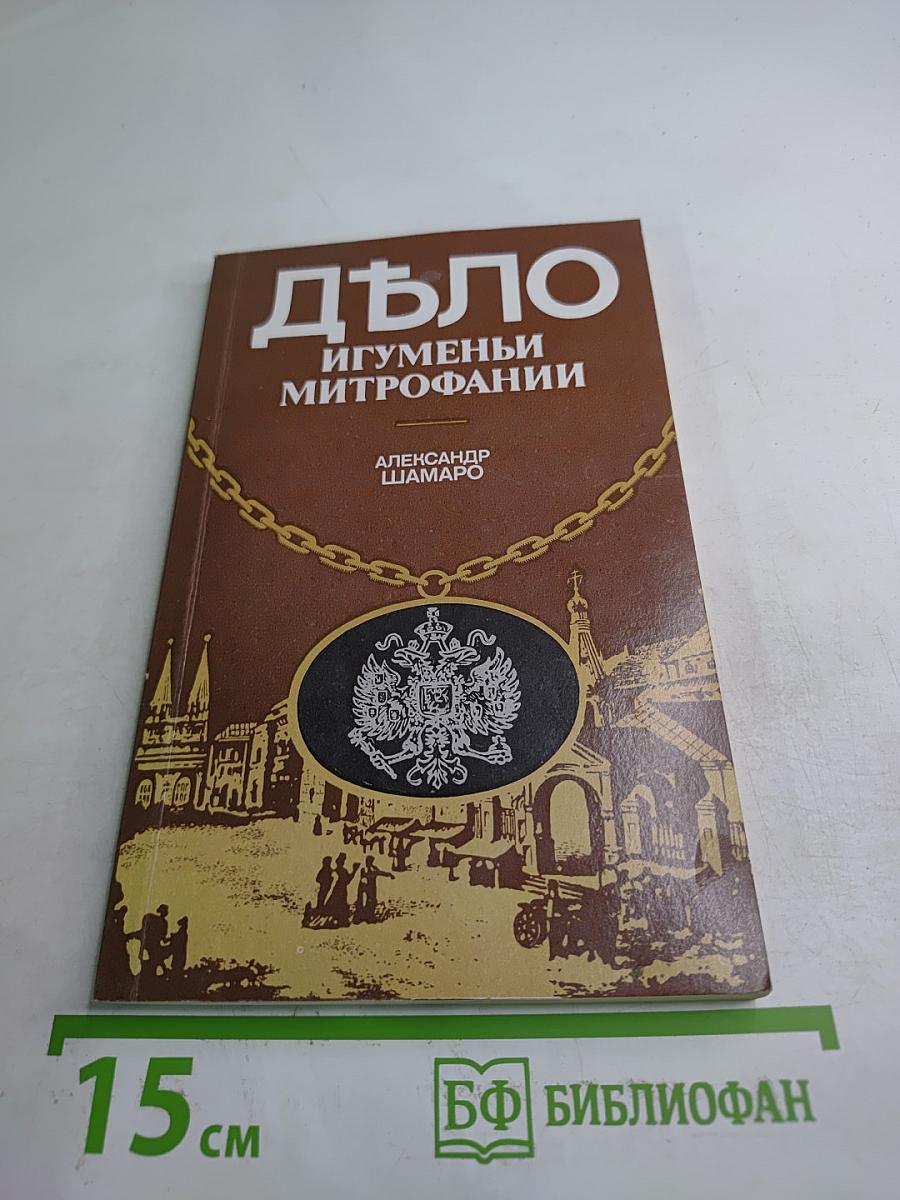 ДѢЛО
ИГУМЕНЬИ
МИТРОФАНИИ
АЛЕКСАНДР
ШАМАРО
15 см
БФ БИБЛИОФАН